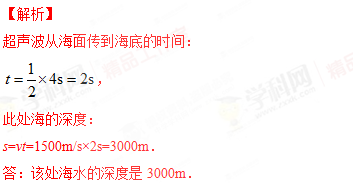 【解析】
超声波从海面传到海底的时间：
t=1/2×4s=2s，
此处海的深度：
s=vt=1500m/s×2s=3000m．
答：该处海水的深度是 3000m．